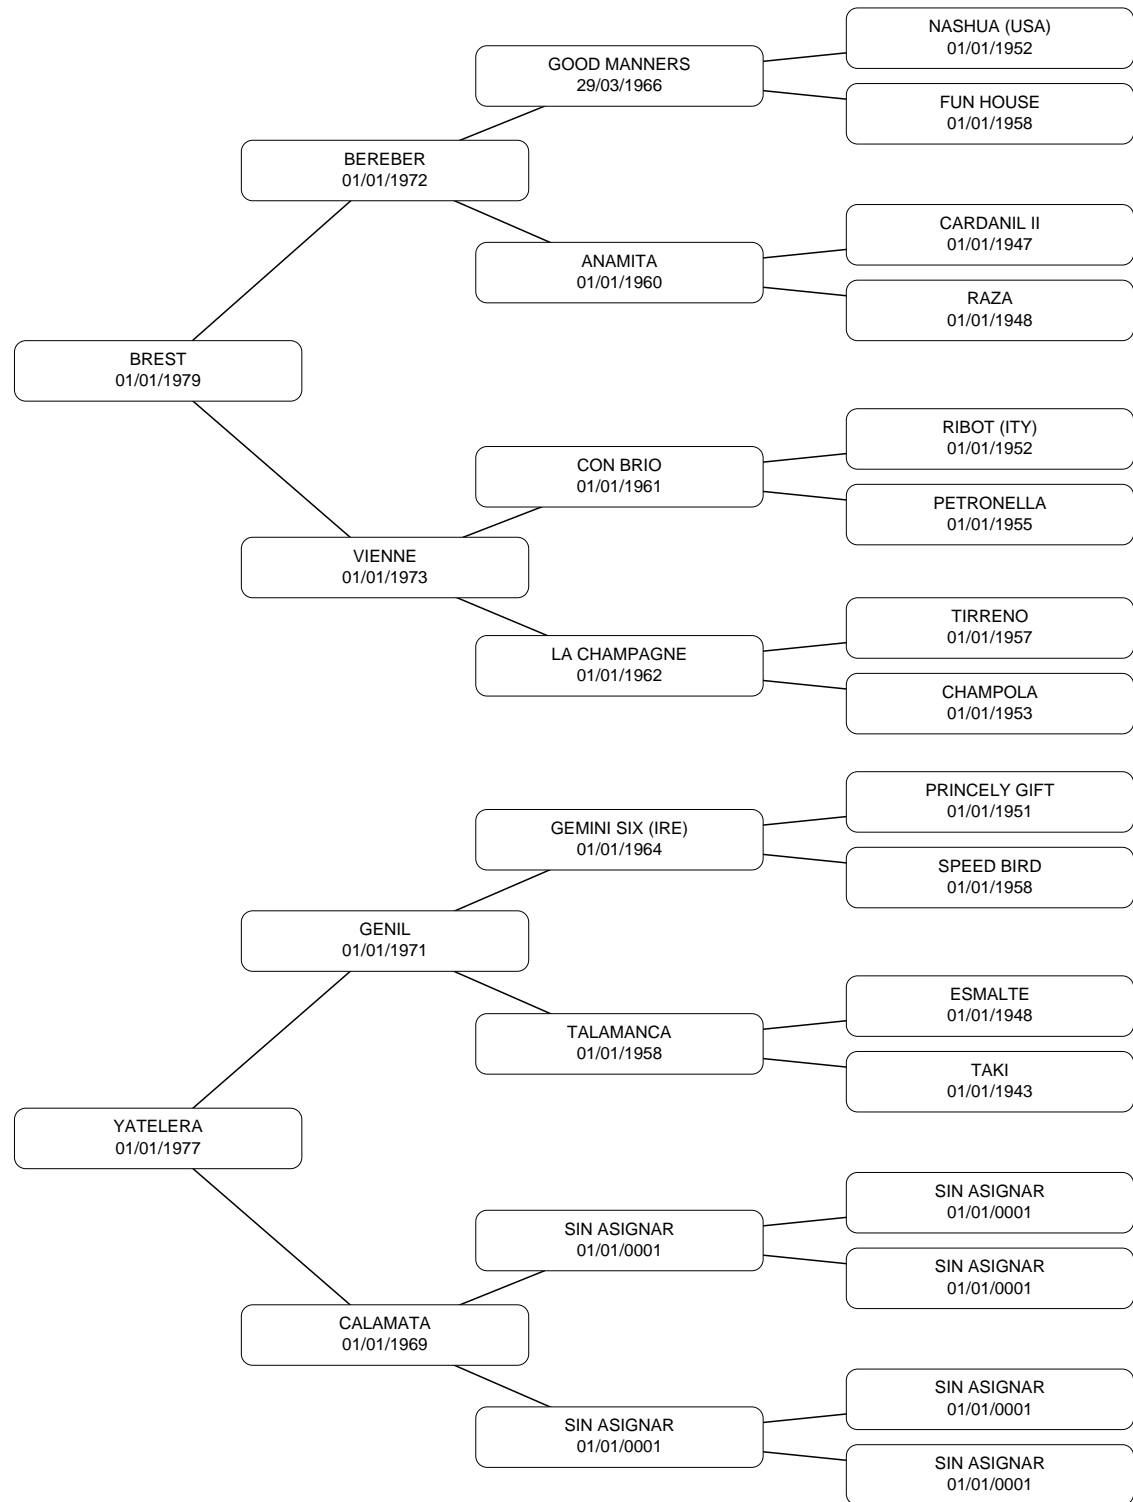 NASHUA (USA)
01/01/1952
GOOD MANNERS
29/03/1966
FUN HOUSE
01/01/1958
BEREBER
01/01/1972
CARDANIL II
01/01/1947
ANAMITA
01/01/1960
RAZA
01/01/1948
BREST
01/01/1979
RIBOT (ITY)
01/01/1952
CON BRIO
01/01/1961
PETRONELLA
01/01/1955
VIENNE
01/01/1973
TIRRENO
01/01/1957
LA CHAMPAGNE
01/01/1962
CHAMPOLA
01/01/1953
PRINCELY GIFT
01/01/1951
GEMINI SIX (IRE)
01/01/1964
SPEED BIRD
01/01/1958
GENIL
01/01/1971
ESMALTE
01/01/1948
TALAMANCA
01/01/1958
TAKI
01/01/1943
YATELERA
01/01/1977
SIN ASIGNAR
01/01/0001
SIN ASIGNAR
01/01/0001
SIN ASIGNAR
01/01/0001
CALAMATA
01/01/1969
SIN ASIGNAR
01/01/0001
SIN ASIGNAR
01/01/0001
SIN ASIGNAR
01/01/0001